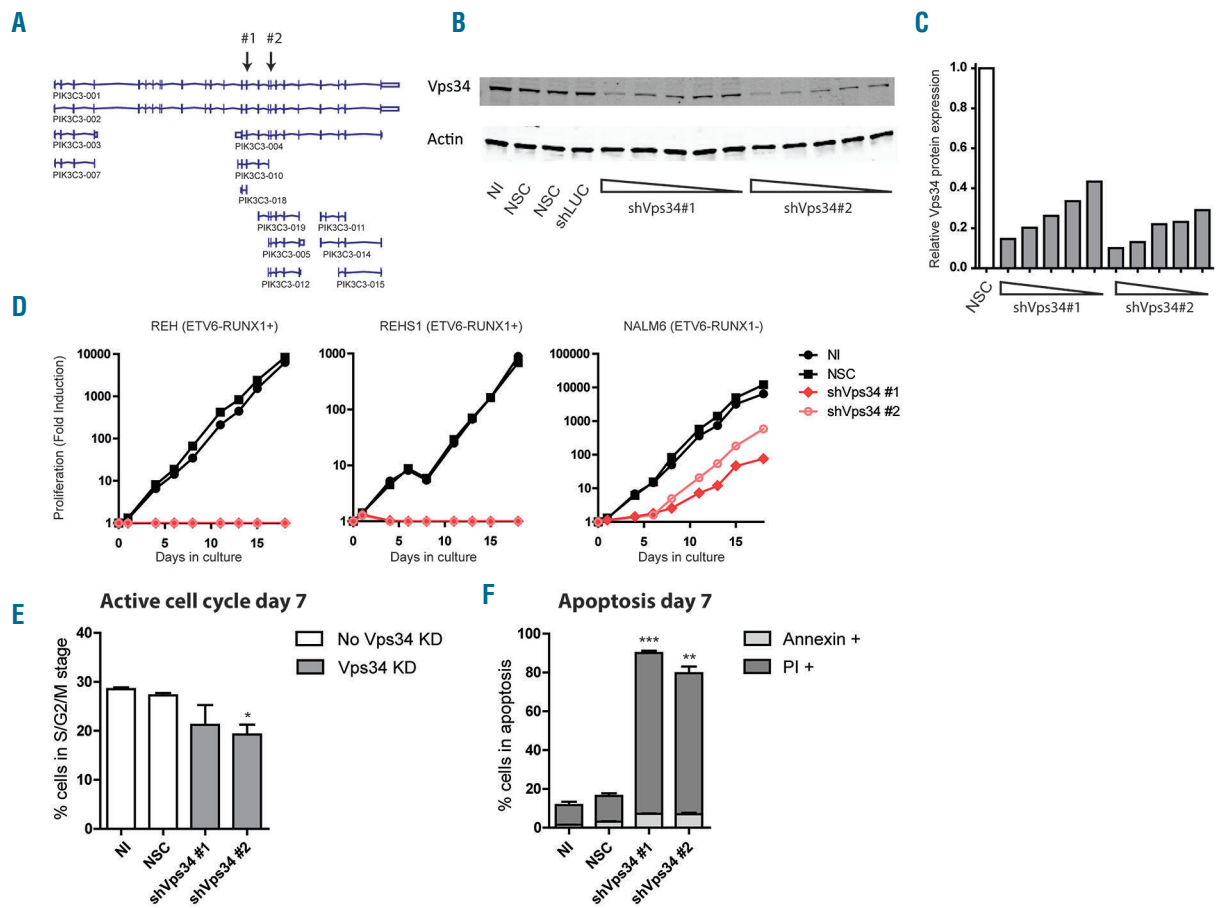 A
#1 #2
PIK3C3-001
PIK3C3-002
PIK3C3-003 PIK3C3-004
PIK3C3-007 PIK3C3-010
PIK3C3-018
PIK3C3-019 PIK3C3-011
PIK3C3-005 PIK3C3-014
PIK3C3-012 PIK3C3-015
B
Vps34
Actin
NI NSC NSC shLUC shVps34#1 shVps34#2
C
Relative Vps34 protein expression
1.0
0.8
0.6
0.4
0.2
0.0
NSC shVps34#1 shVps34#2
D
REH (ETV6-RUNX1+)
Proliferation (Fold Induction)
10000
1000
100
10
1
0 5 10 15
Days in culture
REHS1 (ETV6-RUNX1+)
1000
100
10
1
0 5 10 15
Days in culture
NALM6 (ETV6-RUNX1-)
100000
10000
1000
100
10
1
0 5 10 15
Days in culture
NI
NSC
shVps34 #1
shVps34 #2
E
Active cell cycle day 7
% cells in S/G2/M stage
40
30
20
10
0
*
NI NSC shVps34 #1 shVps34 #2
No Vps34 KD
Vps34 KD
F
Apoptosis day 7
% cells in apoptosis
100
80
60
40
20
0
*** **
NI NSC shVps34 #1 shVps34 #2
Annexin +
PI +